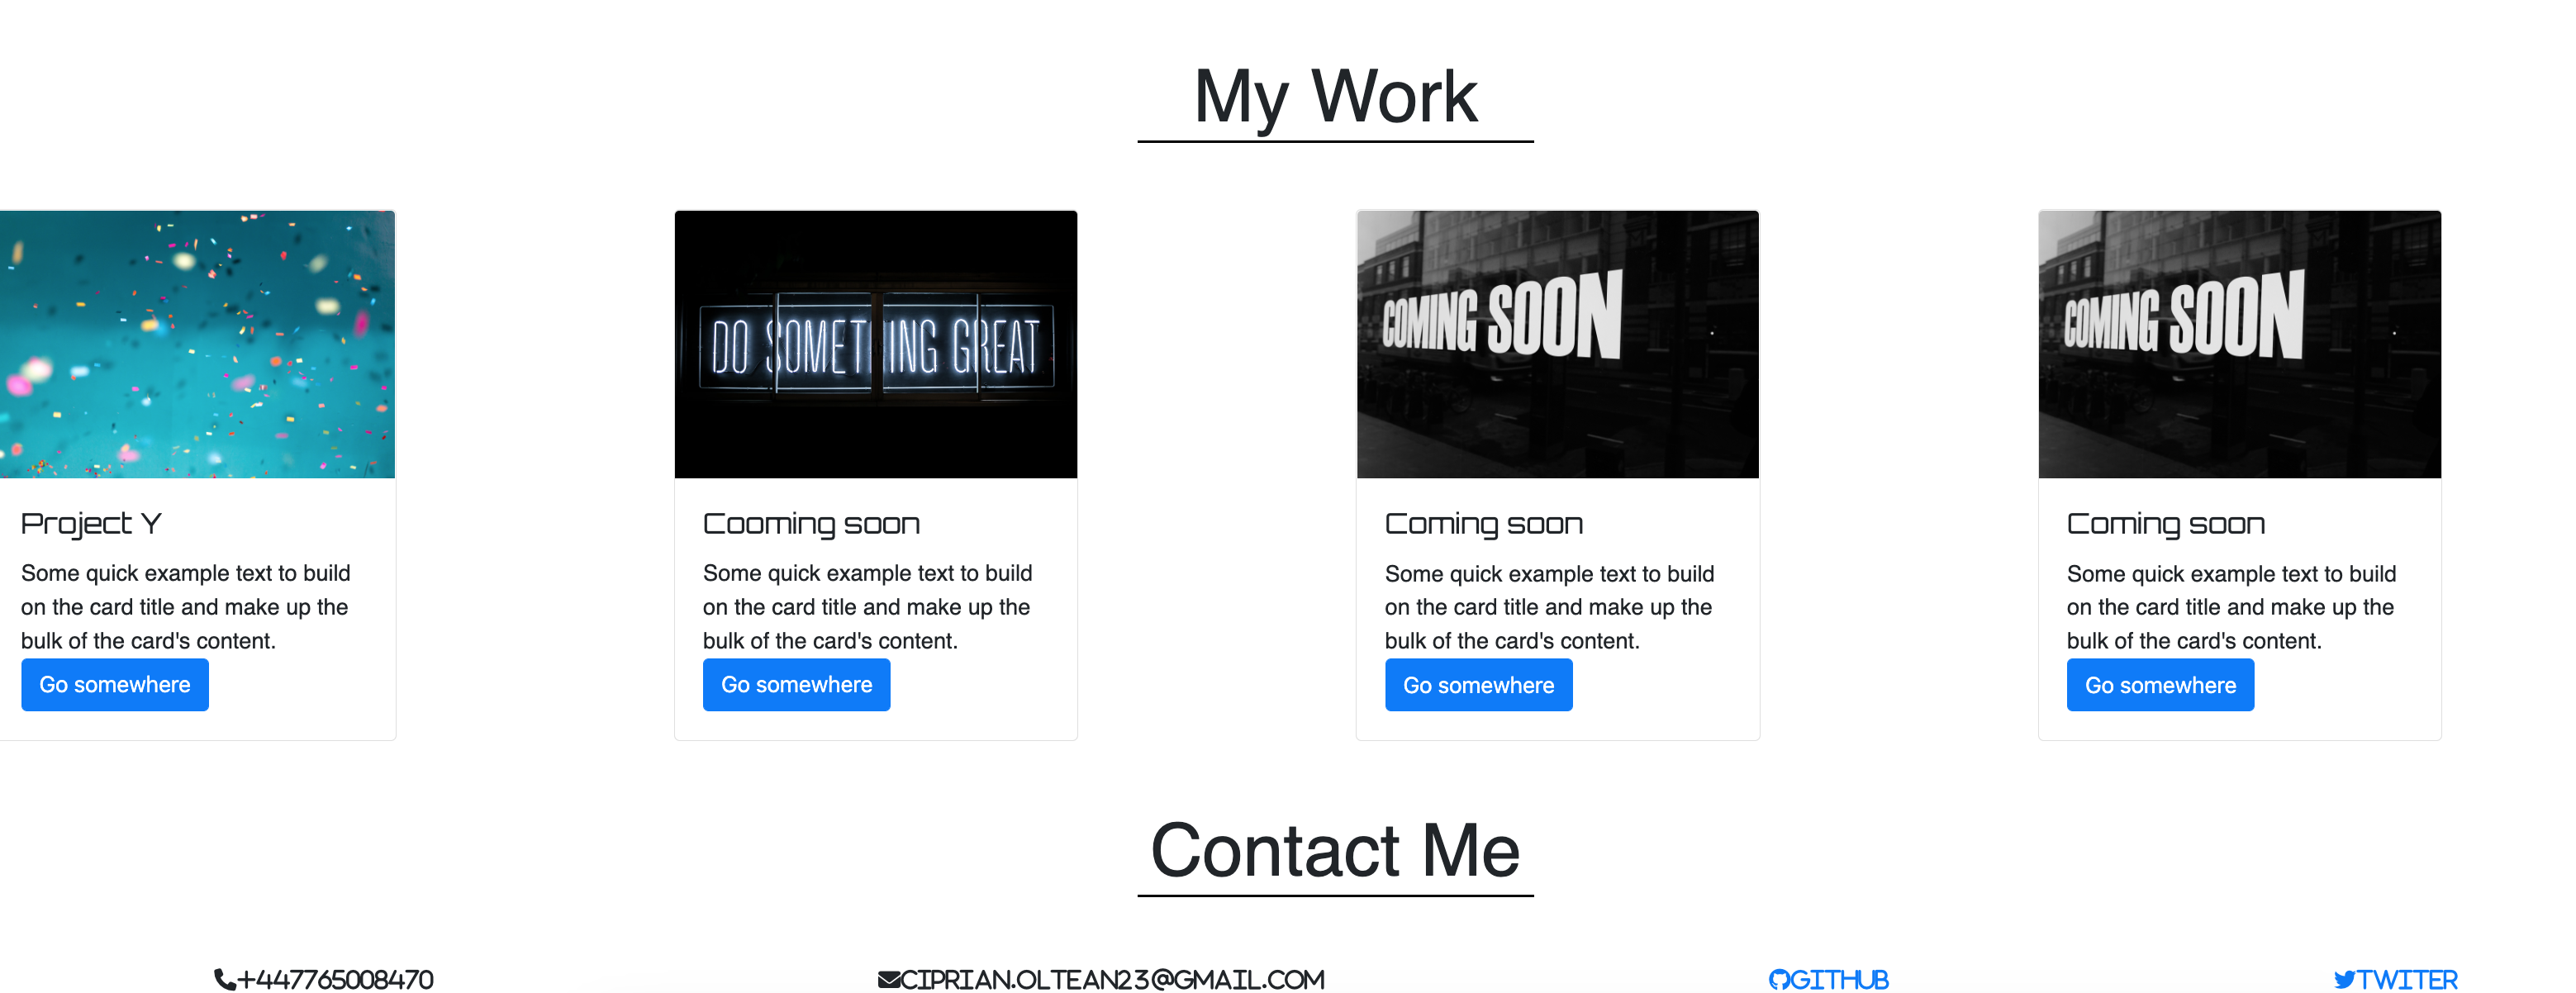 My Work
DO SOMETHING GREAT
COMING SOON
COMING SOON
Project Y
Some quick example text to build
on the card title and make up the
bulk of the card's content.
Go somewhere
Cooming soon
Some quick example text to build
on the card title and make up the
bulk of the card's content.
Go somewhere
Coming soon
Some quick example text to build
on the card title and make up the
bulk of the card's content.
Go somewhere
Coming soon
Some quick example text to build
on the card title and make up the
bulk of the card's content.
Go somewhere
Contact Me
+447765008470
CIPRIAN.OLTEAN23@GMAIL.COM
GITHUB
TWITER